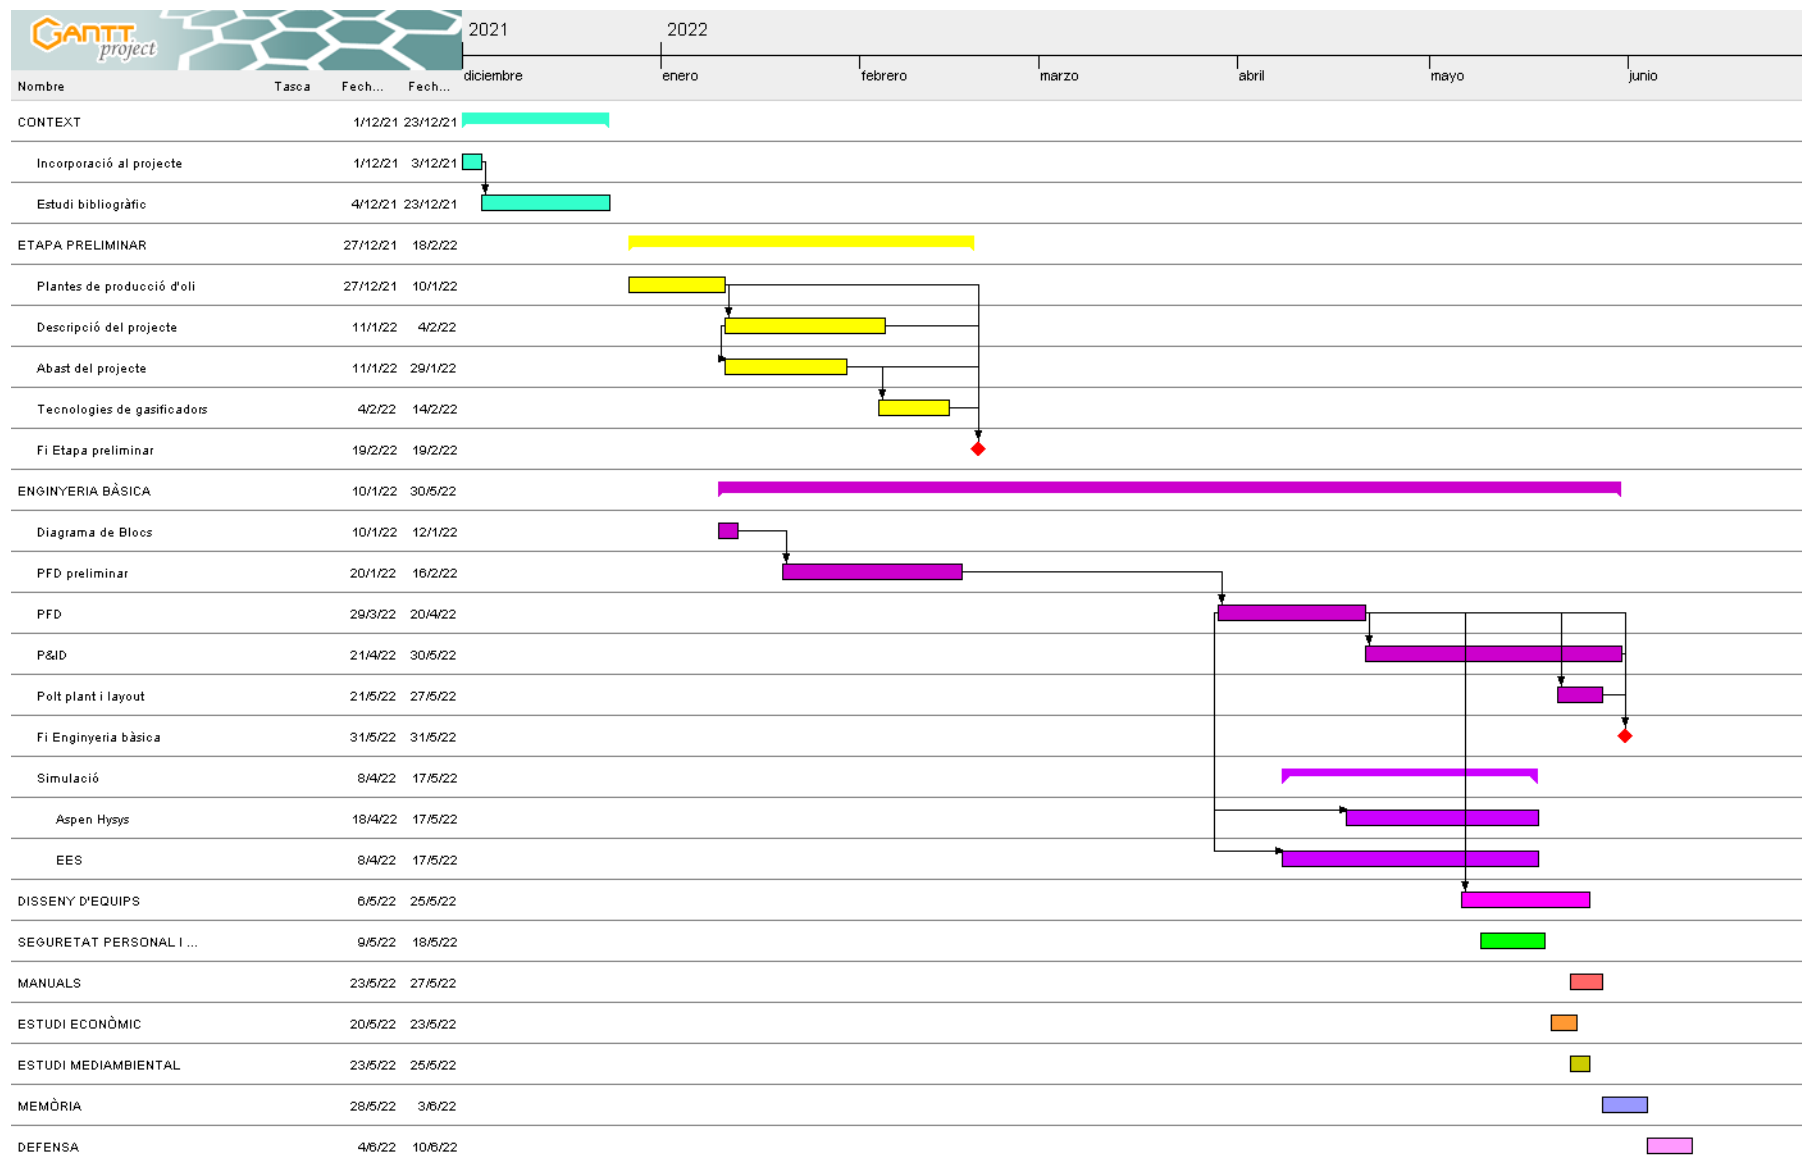 GANTT
project
2021 2022
diciembre enero febrero marzo abril mayo junio
Nombre Tasca Fech... Fech...
CONTEXT 1/12/21 23/12/21
Incorporació al projecte 1/12/21 3/12/21
Estudi bibliogràfic 4/12/21 23/12/21
ETAPA PRELIMINAR 27/12/21 18/2/22
Plantes de producció d'oli 27/12/21 10/1/22
Descripció del projecte 11/1/22 4/2/22
Abast del projecte 11/1/22 29/1/22
Tecnologies de gasificadors 4/2/22 14/2/22
Fi Etapa preliminar 19/2/22 19/2/22
ENGINYERIA BÀSICA 10/1/22 30/5/22
Diagrama de Blocs 10/1/22 12/1/22
PFD preliminar 20/1/22 16/2/22
PFD 29/3/22 20/4/22
P&ID 21/4/22 30/5/22
Polt plant i layout 21/5/22 27/5/22
Fi Enginyeria bàsica 31/5/22 31/5/22
Simulació 8/4/22 17/5/22
Aspen Hysys 18/4/22 17/5/22
EES 8/4/22 17/5/22
DISSENY D'EQUIPS 6/5/22 25/5/22
SEGURETAT PERSONAL I ... 9/5/22 18/5/22
MANUALS 23/5/22 27/5/22
ESTUDI ECONÒMIC 20/5/22 23/5/22
ESTUDI MEDIAMBIENTAL 23/5/22 25/5/22
MEMÒRIA 28/5/22 3/6/22
DEFENSA 4/6/22 10/6/22